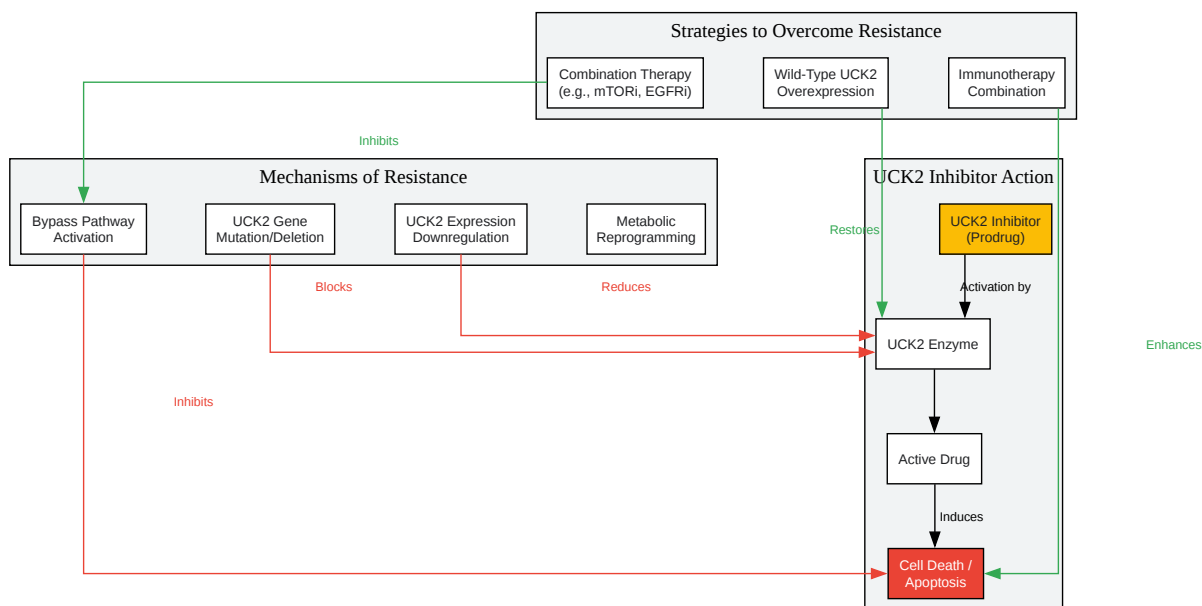 Strategies to Overcome Resistance
Combination Therapy
(e.g., mTORi, EGFRi)
Wild-Type UCK2
Overexpression
Immunotherapy
Combination
Inhibits
Mechanisms of Resistance
Bypass Pathway
Activation
UCK2 Gene
Mutation/Deletion
UCK2 Expression
Downregulation
Metabolic
Reprogramming
UCK2 Inhibitor Action
UCK2 Inhibitor
(Prodrug)
Restores
Blocks
Reduces
Activation by
UCK2 Enzyme
Enhances
Inhibits
Active Drug
Induces
Cell Death /
Apoptosis